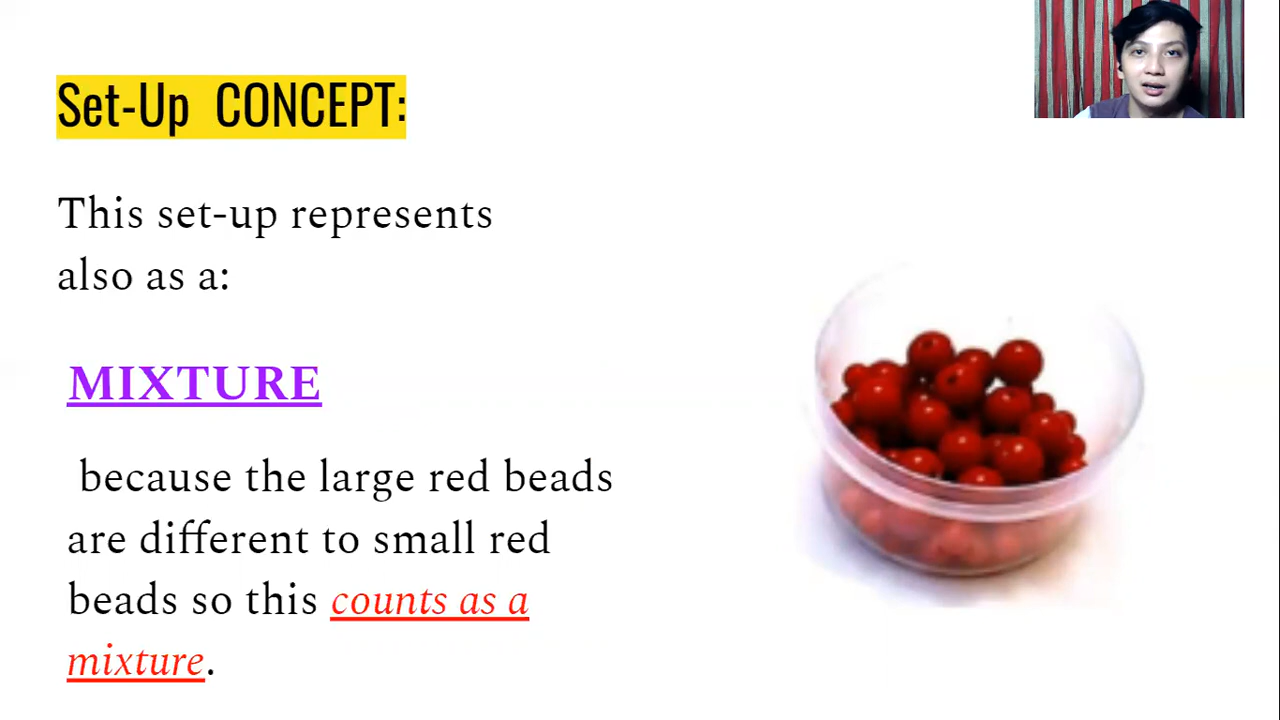 Set-Up CONCEPT:
This set-up represents
also as a:
MIXTURE
because the large red beads
are different to small red
beads so this counts as a
mixture.